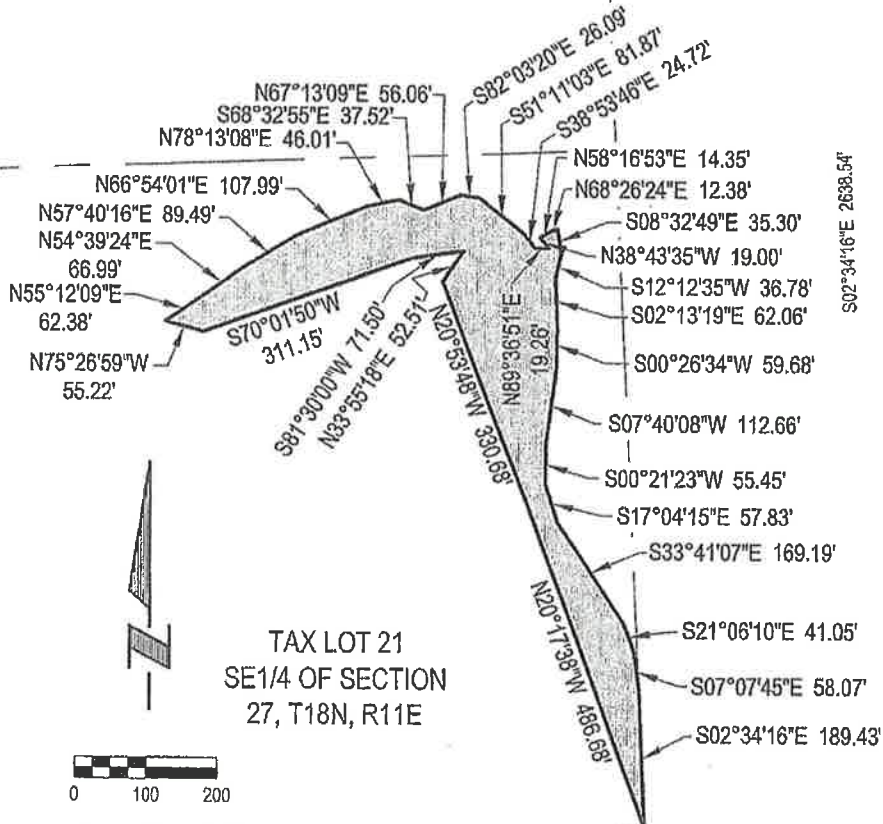 S82°03'20"E 26.09'
S51°11'03"E 81.87'
S38°53'46"E 24.72'
N67°13'09"E 56.06'
S68°32'55"E 37.52'
N78°13'08"E 46.01'
N66°54'01"E 107.99'
N57°40'16"E 89.49'
N54°39'24"E
66.99'
N55°12'09"E
62.38'
N75°26'59"W
55.22'
S70°01'50"W
311.15'
S81°30'00"W 71.50'
N33°55'18"E 52.51'
N20°53'48"W 330.68'
N89°36'51"E
19.26'
N58°16'53"E 14.35'
N68°26'24"E 12.38'
S08°32'49"E 35.30'
N38°43'35"W 19.00'
S12°12'35"W 36.78'
S02°13'19"E 62.06'
S00°26'34"W 59.68'
S07°40'08"W 112.66'
S00°21'23"W 55.45'
S17°04'15"E 57.83'
S33°41'07"E 169.19'
S21°06'10"E 41.05'
S07°07'45"E 58.07'
S02°34'16"E 189.43'
N20°17'38"W 486.68'
S02°34'16"E 2638.54'
TAX LOT 21
SE1/4 OF SECTION
27, T18N, R11E
N
0 100 200